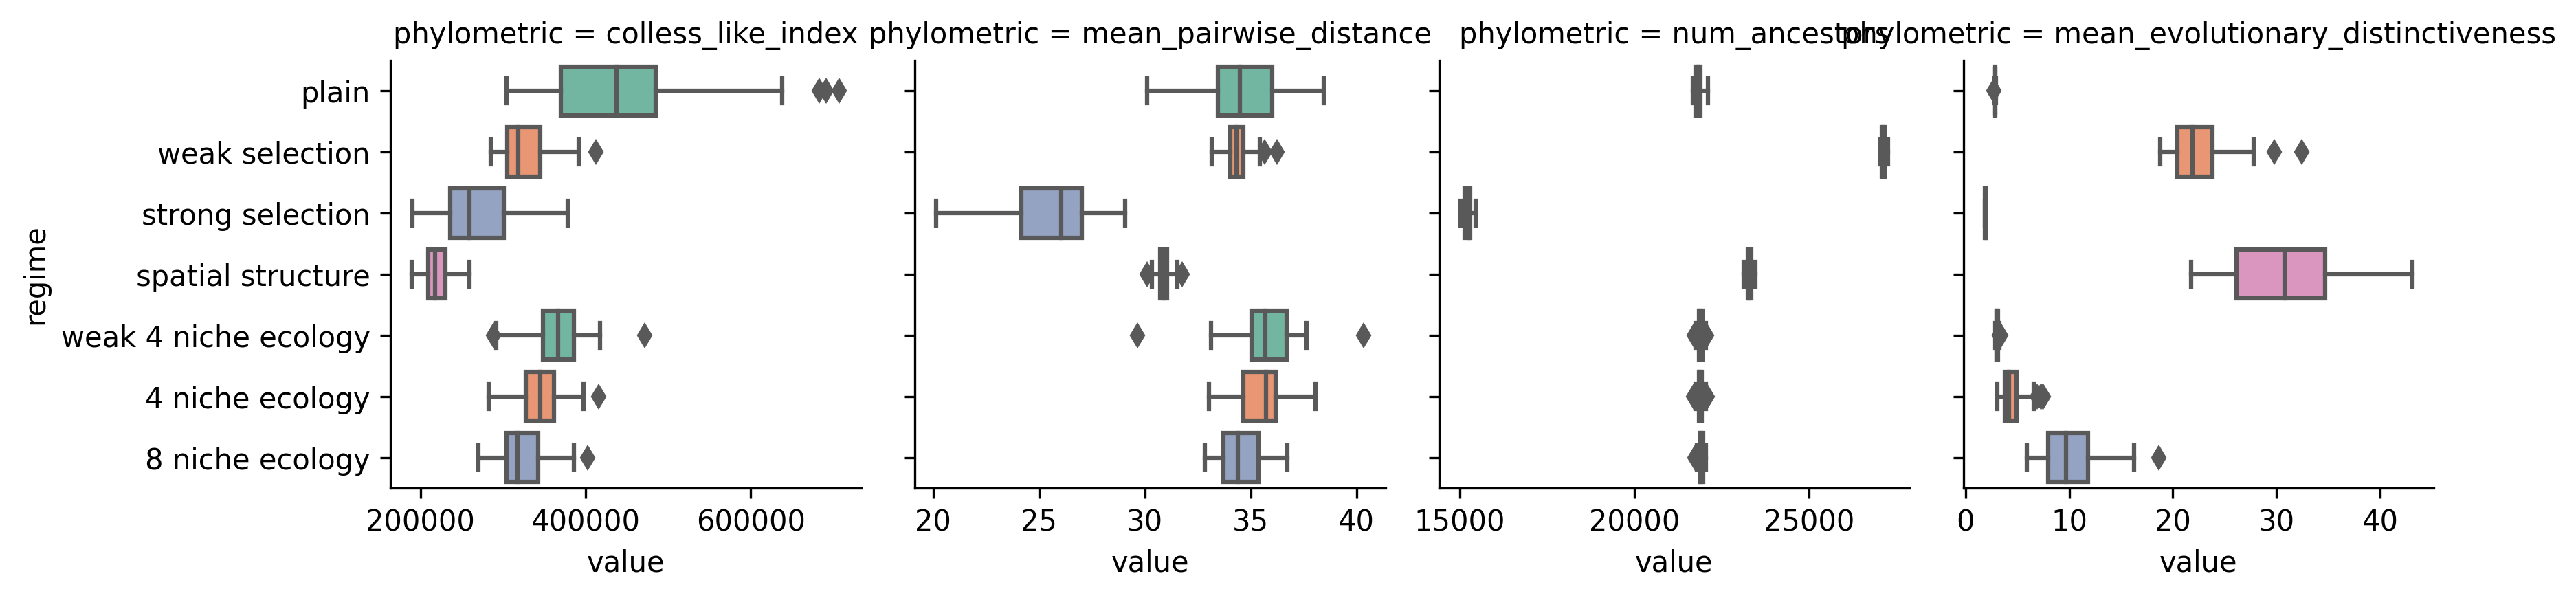 phylometric = colless_like_index
phylometric = mean_pairwise_distance
phylometric = num_ancestors
phylometric = mean_evolutionary_distinctiveness
regime
plain
weak selection
strong selection
spatial structure
weak 4 niche ecology
4 niche ecology
8 niche ecology
200000 400000 600000
20 25 30 35 40
15000 20000 25000
0 10 20 30 40
value
value
value
value